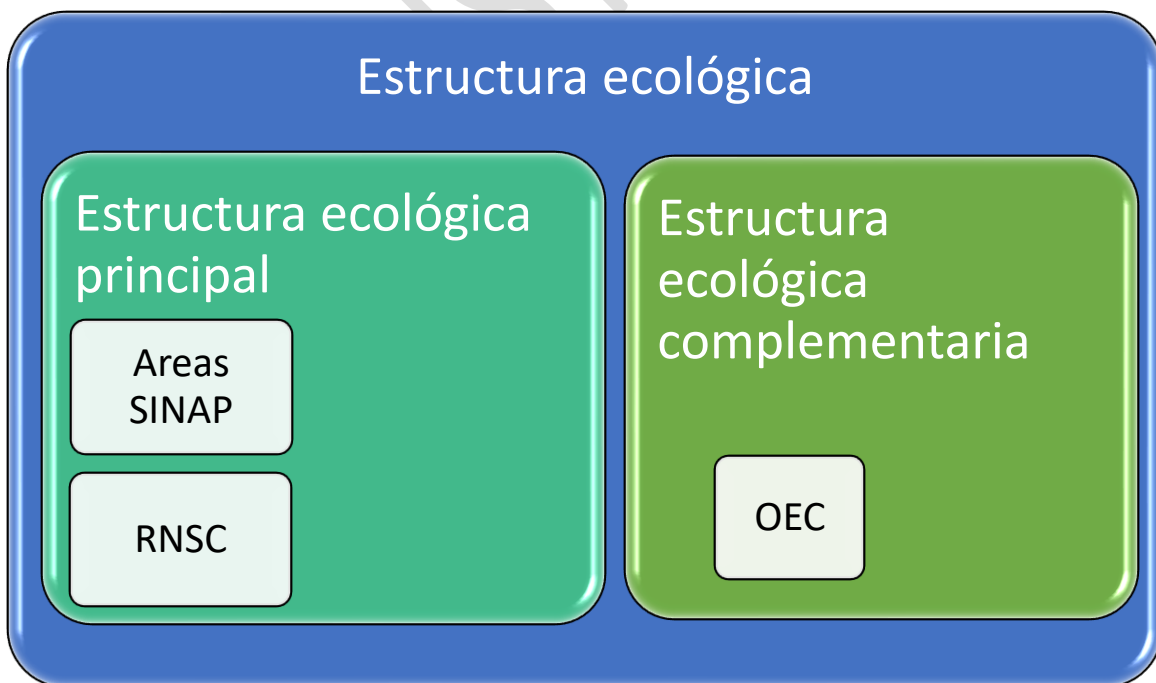 Estructura ecológica
Estructura ecológica
principal
Areas
SINAP
RNSC
Estructura
ecológica
complementaria
OEC